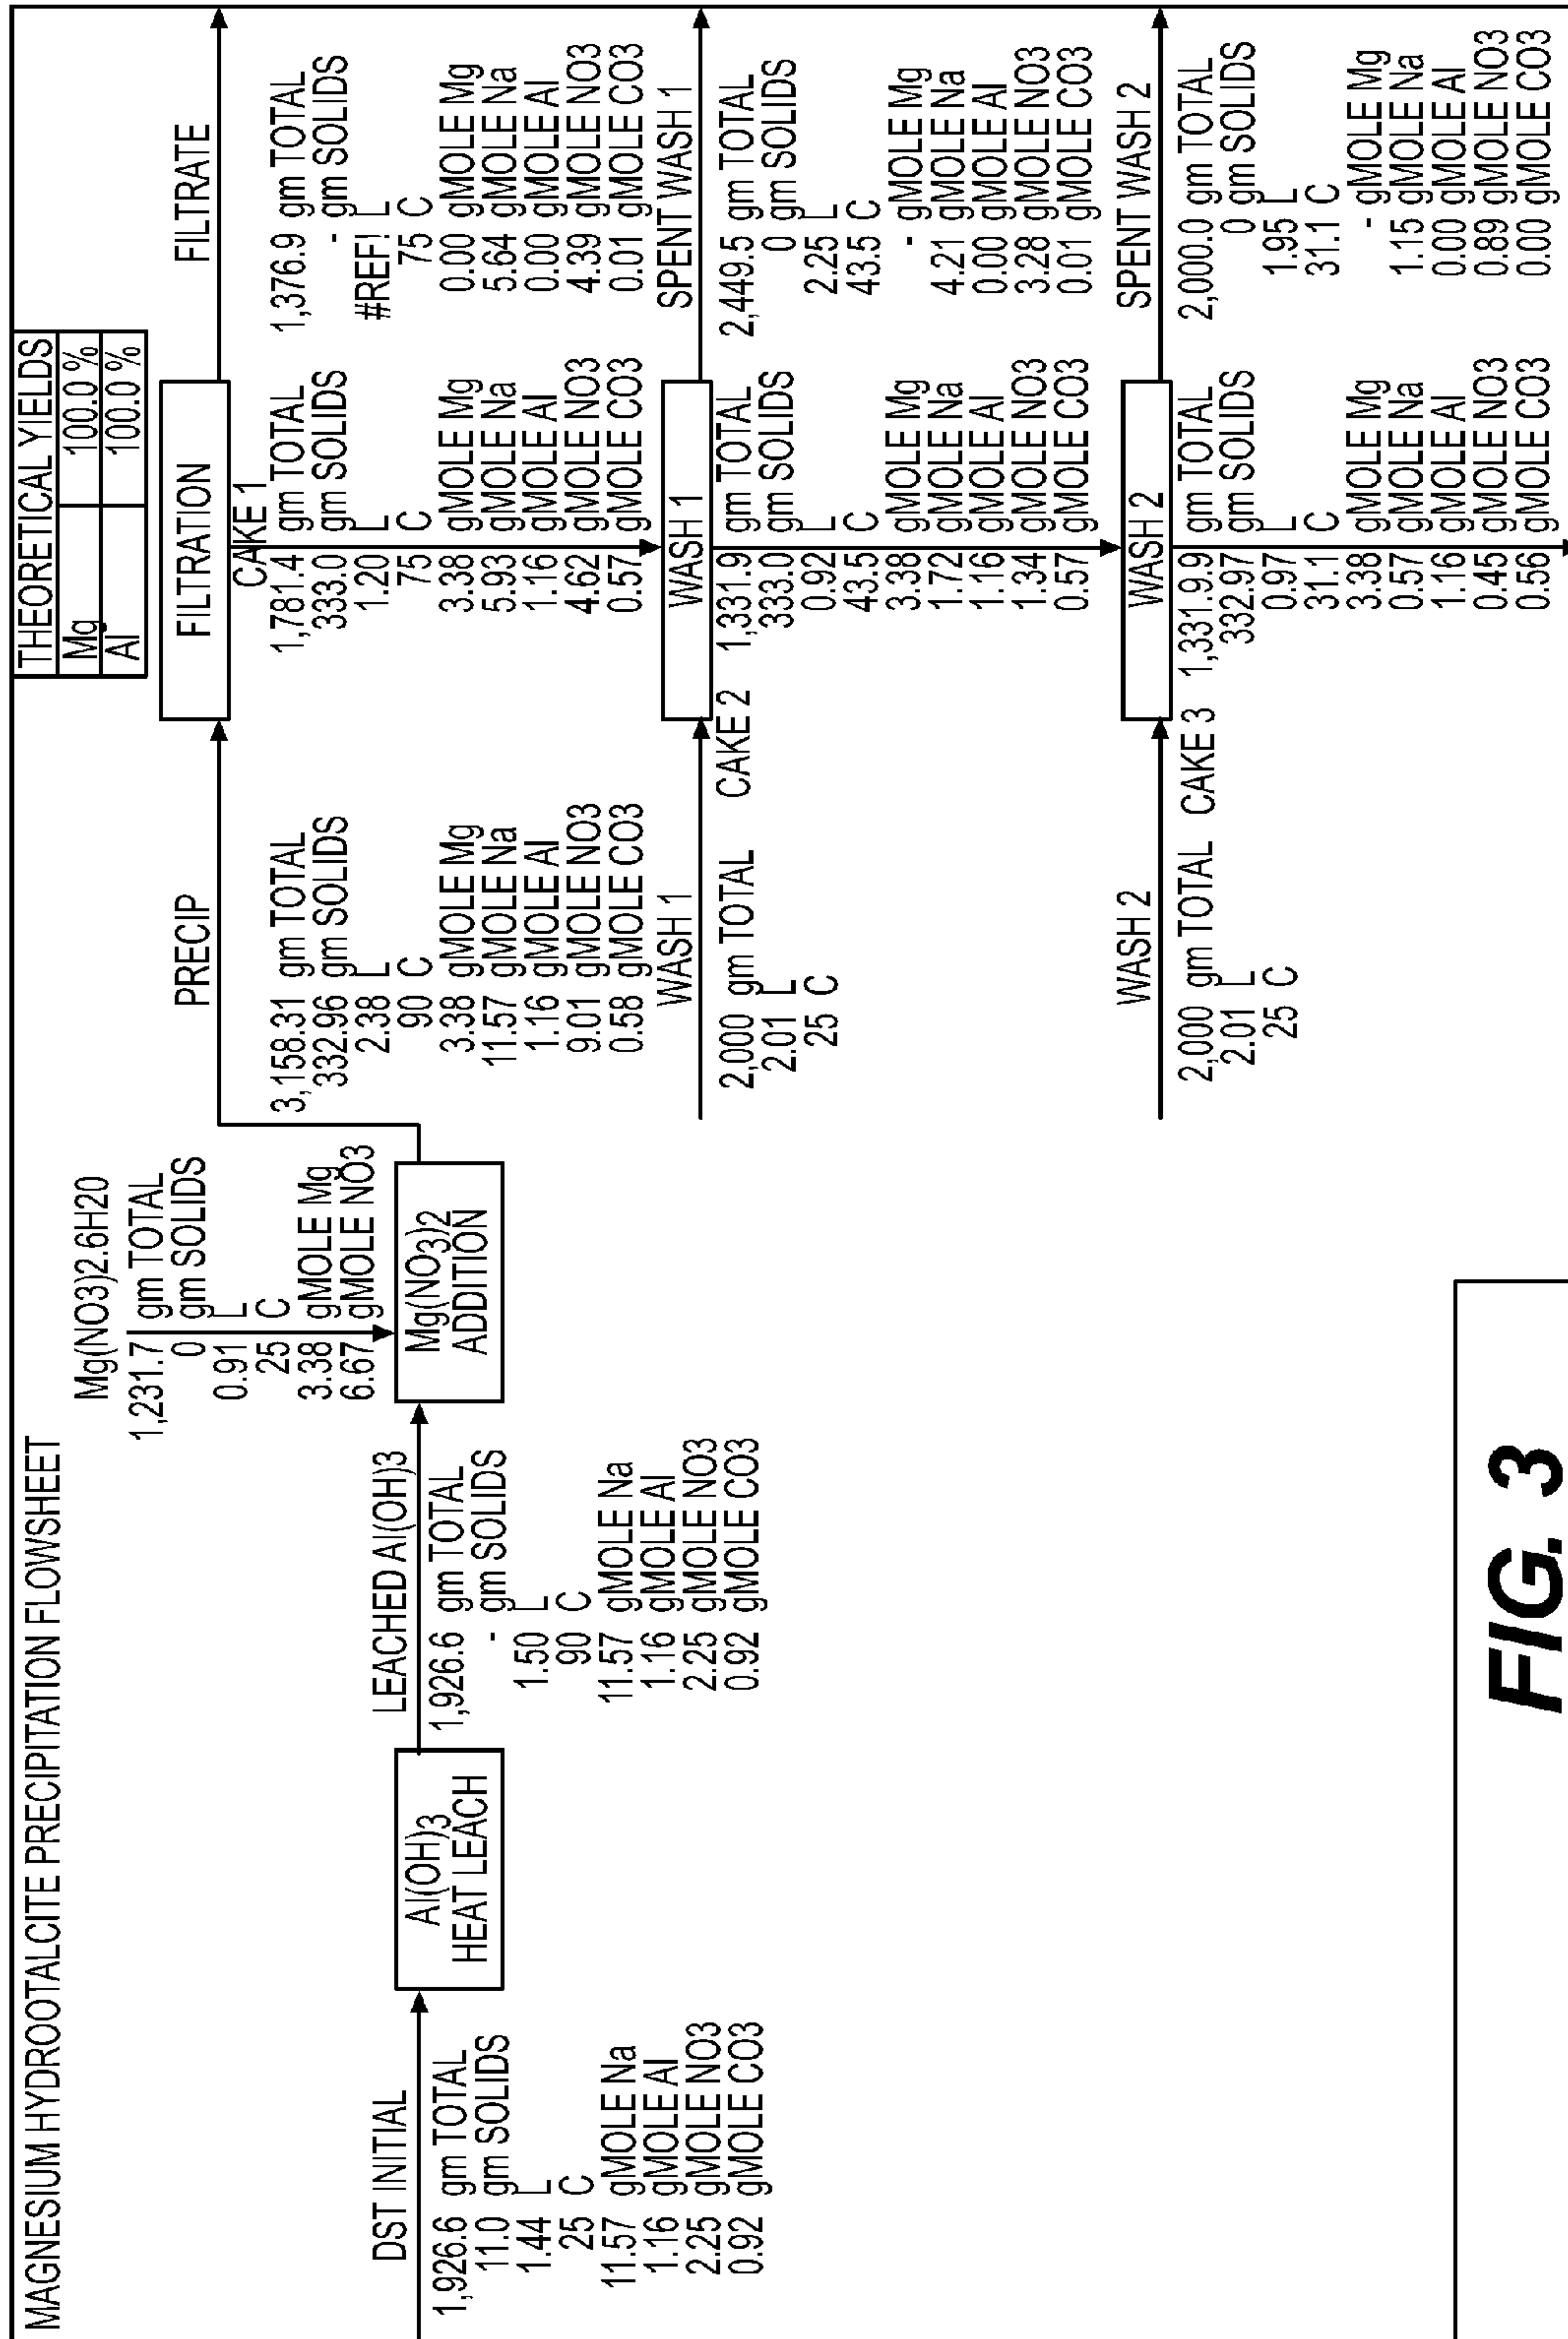 MAGNESIUM HYDROOTALCITE PRECIPITATION FLOWSHEET
THEORETICAL YIELDS
Mg 100.0 %
Al 100.0 %
DST INITIAL
1,926.6 gm TOTAL
11.0 gm SOLIDS
1.44 L
25 C
11.57 gMOLE Na
1.16 gMOLE Al
2.25 gMOLE NO3
0.92 gMOLE CO3
Al(OH)3
HEAT LEACH
LEACHED Al(OH)3
1,926.6 gm TOTAL
- gm SOLIDS
1.50 L
90 C
11.57 gMOLE Na
1.16 gMOLE Al
2.25 gMOLE NO3
0.92 gMOLE CO3
Mg(NO3)2.6H20
1,231.7 gm TOTAL
0 gm SOLIDS
0.91 L
25 C
3.38 gMOLE Mg
6.67 gMOLE NO3
Mg(NO3)2
ADDITION
PRECIP
3,158.31 gm TOTAL
332.96 gm SOLIDS
2.38 L
90 C
3.38 gMOLE Mg
11.57 gMOLE Na
1.16 gMOLE Al
9.01 gMOLE NO3
0.58 gMOLE CO3
FILTRATION
FILTRATE
1,376.9 gm TOTAL
- gm SOLIDS
#REF! L
75 C
0.00 gMOLE Mg
5.64 gMOLE Na
0.00 gMOLE Al
4.39 gMOLE NO3
0.01 gMOLE CO3
CAKE 1
1,781.4 gm TOTAL
333.0 gm SOLIDS
1.20 L
75 C
3.38 gMOLE Mg
5.93 gMOLE Na
1.16 gMOLE Al
4.62 gMOLE NO3
0.57 gMOLE CO3
WASH 1
2,000 gm TOTAL
2.01 L
25 C
WASH 1
SPENT WASH 1
2,449.5 gm TOTAL
0 gm SOLIDS
2.25 L
43.5 C
- gMOLE Mg
4.21 gMOLE Na
0.00 gMOLE Al
3.28 gMOLE NO3
0.01 gMOLE CO3
CAKE 2 1,331.9 gm TOTAL
333.0 gm SOLIDS
0.92 L
43.5 C
3.38 gMOLE Mg
1.72 gMOLE Na
1.16 gMOLE Al
1.34 gMOLE NO3
0.57 gMOLE CO3
WASH 2
2,000 gm TOTAL
2.01 L
25 C
WASH 2
SPENT WASH 2
2,000.0 gm TOTAL
0 gm SOLIDS
1.95 L
31.1 C
- gMOLE Mg
1.15 gMOLE Na
0.00 gMOLE Al
0.89 gMOLE NO3
0.00 gMOLE CO3
CAKE 3 1,331.9.9 gm TOTAL
332.97 gm SOLIDS
0.97 L
31.1 C
3.38 gMOLE Mg
0.57 gMOLE Na
1.16 gMOLE Al
0.45 gMOLE NO3
0.56 gMOLE CO3
FIG. 3